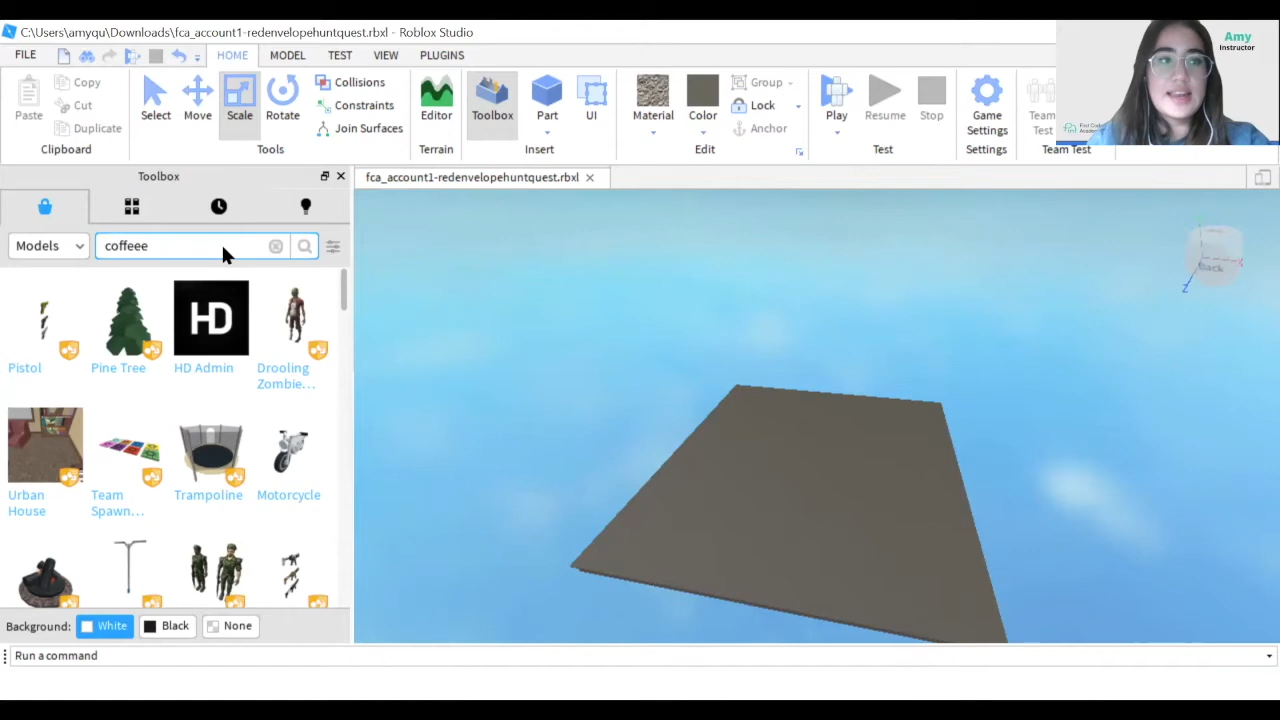 C:\Users\amyqu\Downloads\fca_account1-redenvelopehuntquest.rbxl - Roblox Studio
Amy
Instructor
FILE
HOME
MODEL
TEST
VIEW
PLUGINS
Paste
Copy
Cut
Duplicate
Clipboard
Select
Move
Scale
Rotate
Collisions
Constraints
Join Surfaces
Tools
Editor
Terrain
Toolbox
Part
UI
Insert
Material
Color
Group
Lock
Anchor
Edit
Play
Resume
Stop
Test
Game
Settings
Settings
Team
Test
Team Test
Toolbox
fca_account1-redenvelopehuntquest.rbxl
Models
coffeee
HD
Pistol
Pine Tree
HD Admin
Drooling
Zombie...
Urban
House
Team
Spawn...
Trampoline
Motorcycle
Back
Z
Background:
White
Black
None
Run a command